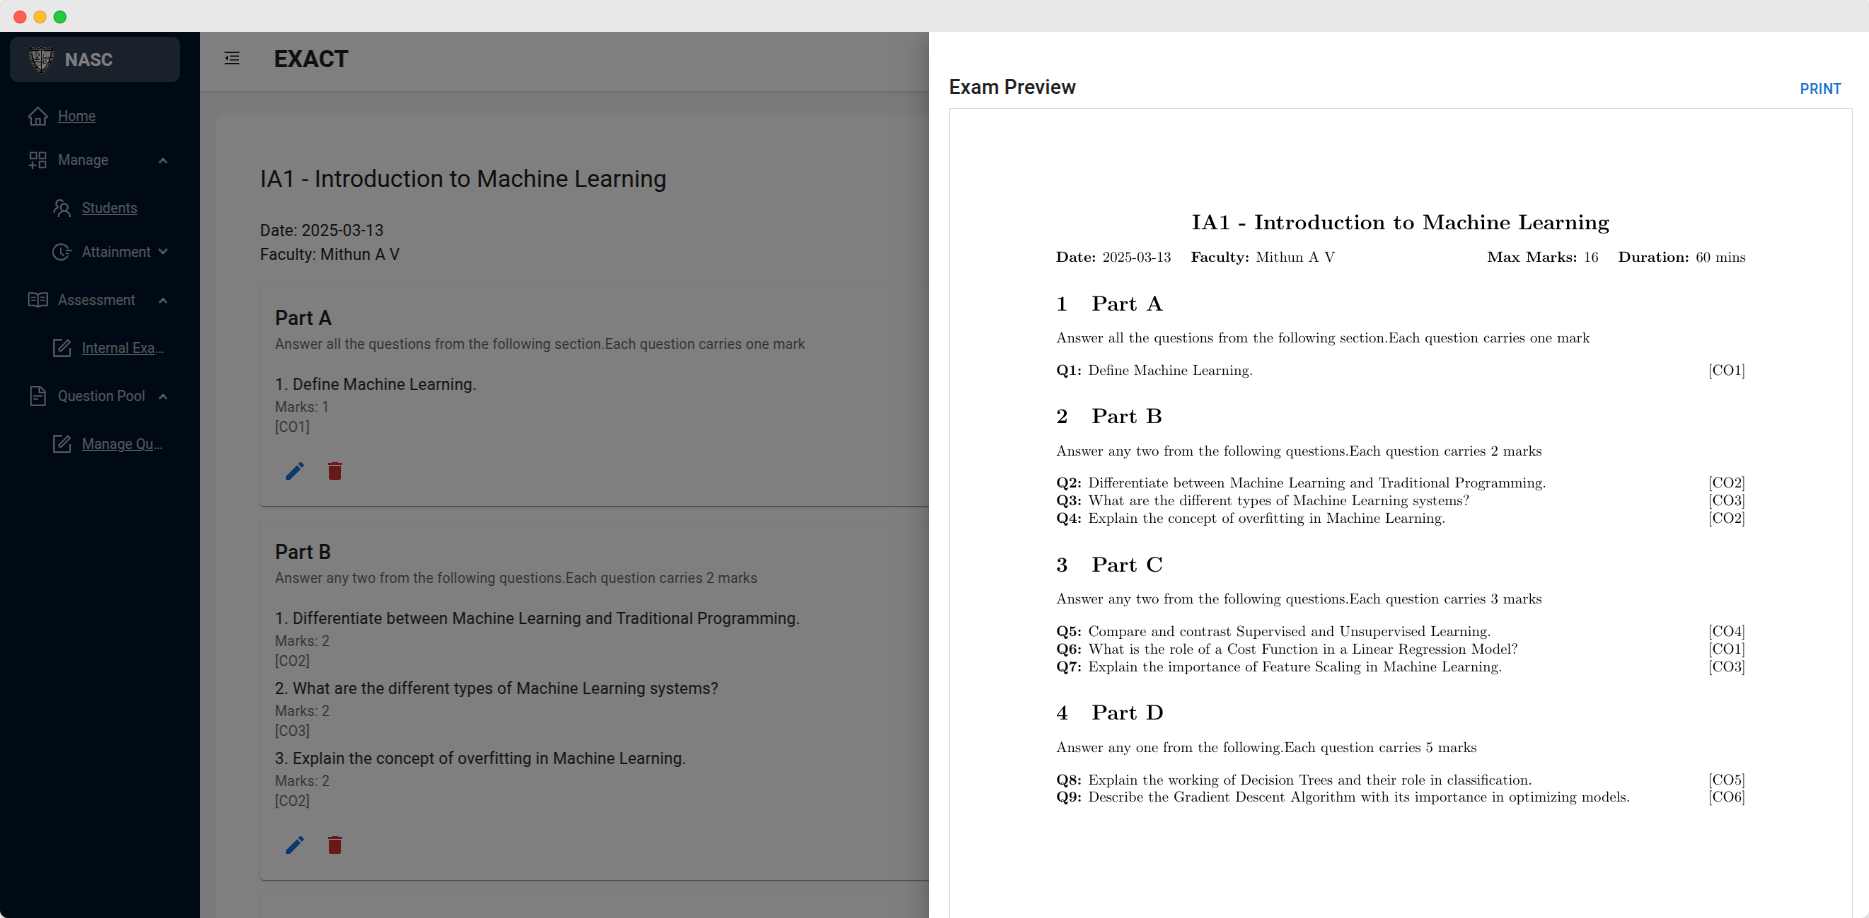 NASC
Home
Manage
Students
Attainment
Assessment
Internal Exa...
Question Pool
Manage Qu...
EXACT
IA1 - Introduction to Machine Learning
Date: 2025-03-13
Faculty: Mithun A V
Part A
Answer all the questions from the following section.Each question carries one mark
1. Define Machine Learning.
Marks: 1
[CO1]
Part B
Answer any two from the following questions.Each question carries 2 marks
1. Differentiate between Machine Learning and Traditional Programming.
Marks: 2
[CO2]
2. What are the different types of Machine Learning systems?
Marks: 2
[CO3]
3. Explain the concept of overfitting in Machine Learning.
Marks: 2
[CO2]
Exam Preview
PRINT
IA1 - Introduction to Machine Learning
Date: 2025-03-13 Faculty: Mithun A V Max Marks: 16 Duration: 60 mins
1 Part A
Answer all the questions from the following section.Each question carries one mark
Q1: Define Machine Learning. [CO1]
2 Part B
Answer any two from the following questions.Each question carries 2 marks
Q2: Differentiate between Machine Learning and Traditional Programming. [CO2]
Q3: What are the different types of Machine Learning systems? [CO3]
Q4: Explain the concept of overfitting in Machine Learning. [CO2]
3 Part C
Answer any two from the following questions.Each question carries 3 marks
Q5: Compare and contrast Supervised and Unsupervised Learning. [CO4]
Q6: What is the role of a Cost Function in a Linear Regression Model? [CO1]
Q7: Explain the importance of Feature Scaling in Machine Learning. [CO3]
4 Part D
Answer any one from the following.Each question carries 5 marks
Q8: Explain the working of Decision Trees and their role in classification. [CO5]
Q9: Describe the Gradient Descent Algorithm with its importance in optimizing models. [CO6]